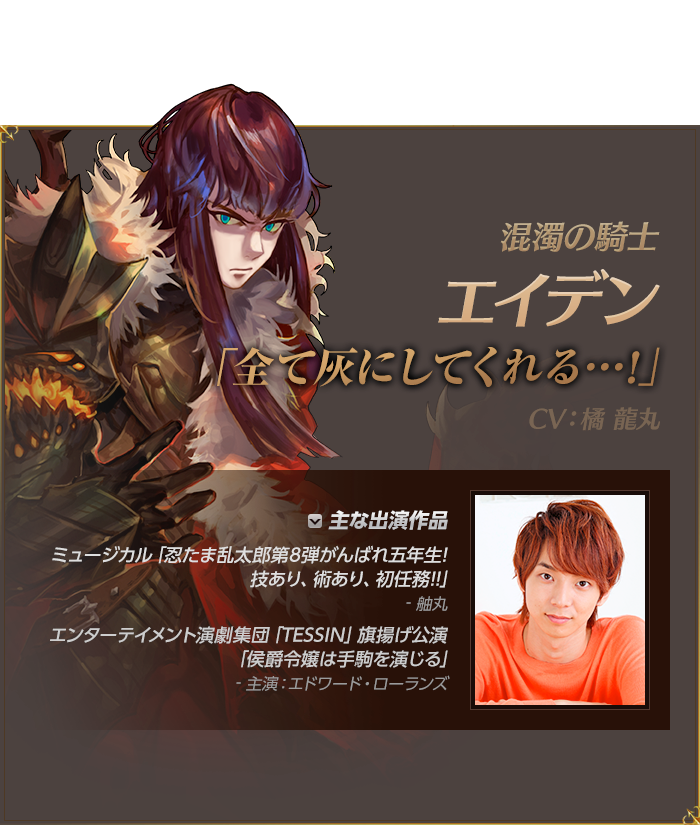 混濁の騎士
エイデン
「全て灰にしてくれる…!」
CV:橘 龍丸
主な出演作品
ミュージカル「忍たま乱太郎第8弾がんばれ五年生!
技あり、術あり、初任務!!」
- 舳丸
エンターテイメント演劇集団「TESSIN」旗揚げ公演
「侯爵令嬢は手駒を演じる」
- 主演:エドワード・ローランズ